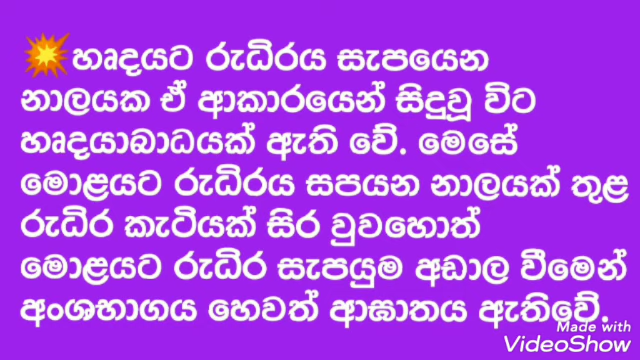 හෘදයට රුධිරය සැපයෙන
නාලයක ඒ ආකාරයෙන් සිදුවූ විට
හෘදයාබාධයක් ඇති වේ. මෙසේ
මොළයට රුධිරය සපයන නාලයක් තුළ
රුධිර කැටියක් සිර වුවහොත්
මොළයට රුධිර සැපයුම අඩාල වීමෙන්
අංශභාගය හෙවත් ආඝාතය ඇතිවේ.
Made with
VideoShow